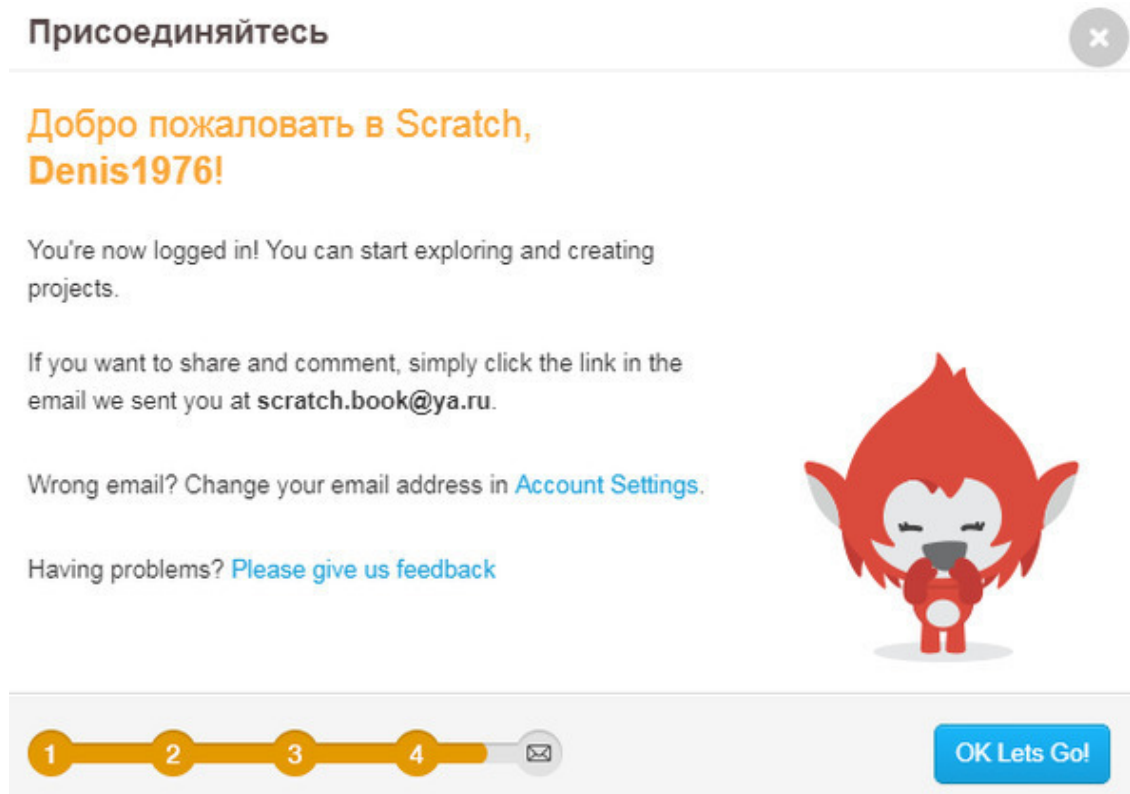 Присоединяйтесь
Добро пожаловать в Scratch,
Denis1976!
You're now logged in! You can start exploring and creating
projects.
If you want to share and comment, simply click the link in the
email we sent you at scratch.book@ya.ru.
Wrong email? Change your email address in Account Settings.
Having problems? Please give us feedback
1 2 3 4
OK Lets Go!